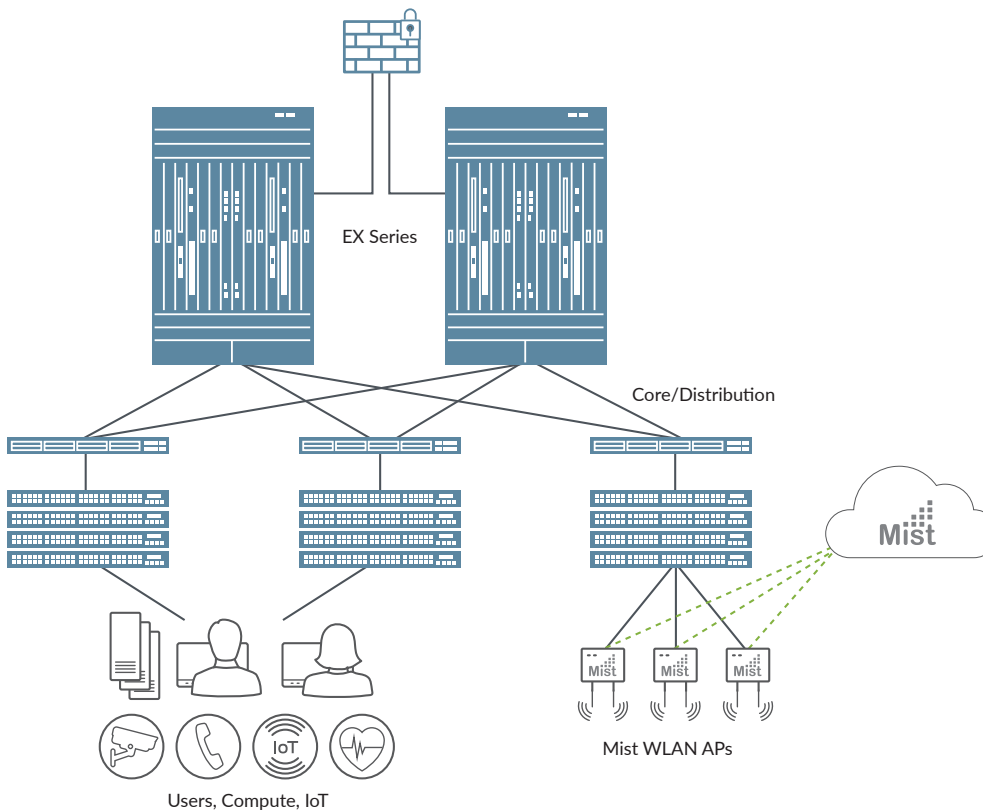 EX Series
Core/Distribution
Mist
Mist
Mist
Mist
IoT
Mist WLAN APs
Users, Compute, IoT